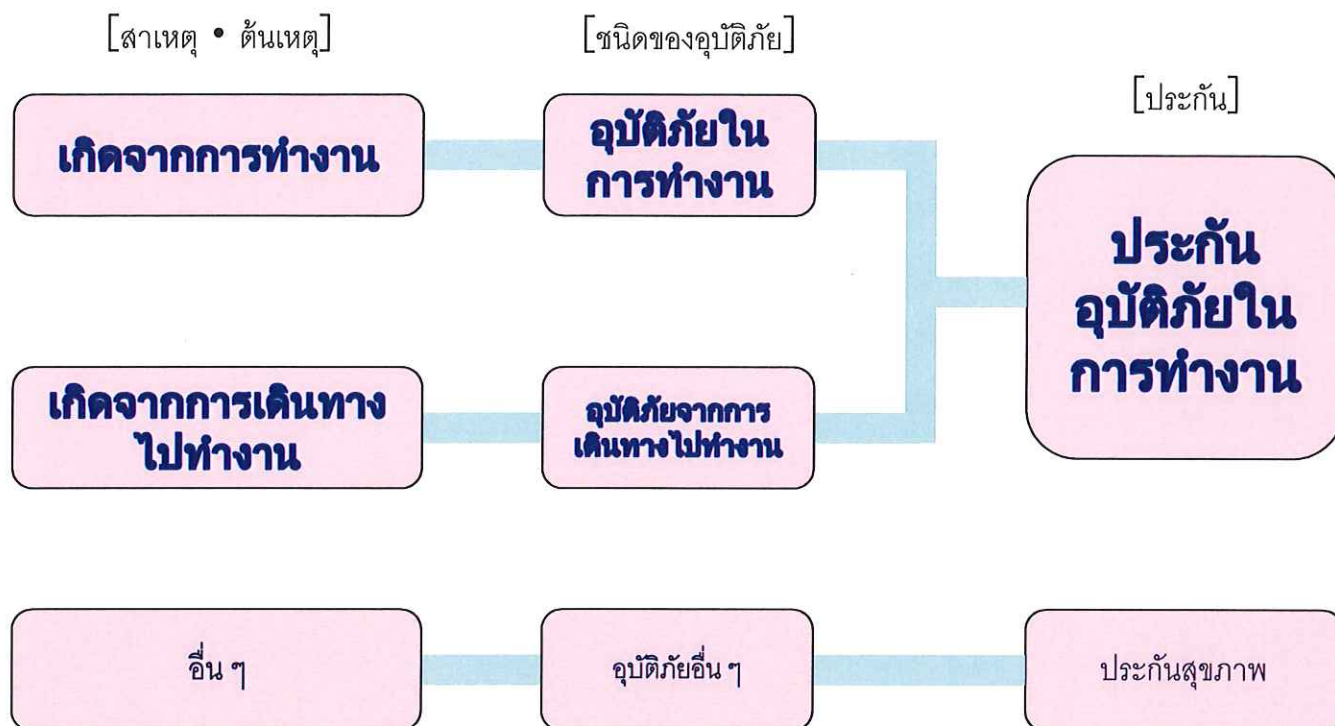 [สาเหตุ • ต้นเหตุ]
[ชนิดของอุบัติภัย]
[ประกัน]
เกิดจากการทำงาน
อุบัติภัยใน
การทำงาน
ประกัน
อุบัติภัยใน
การทำงาน
เกิดจากการเดินทาง
ไปทำงาน
อุบัติภัยจากการ
เดินทางไปทำงาน
อื่น ๆ
อุบัติภัยอื่น ๆ
ประกันสุขภาพ